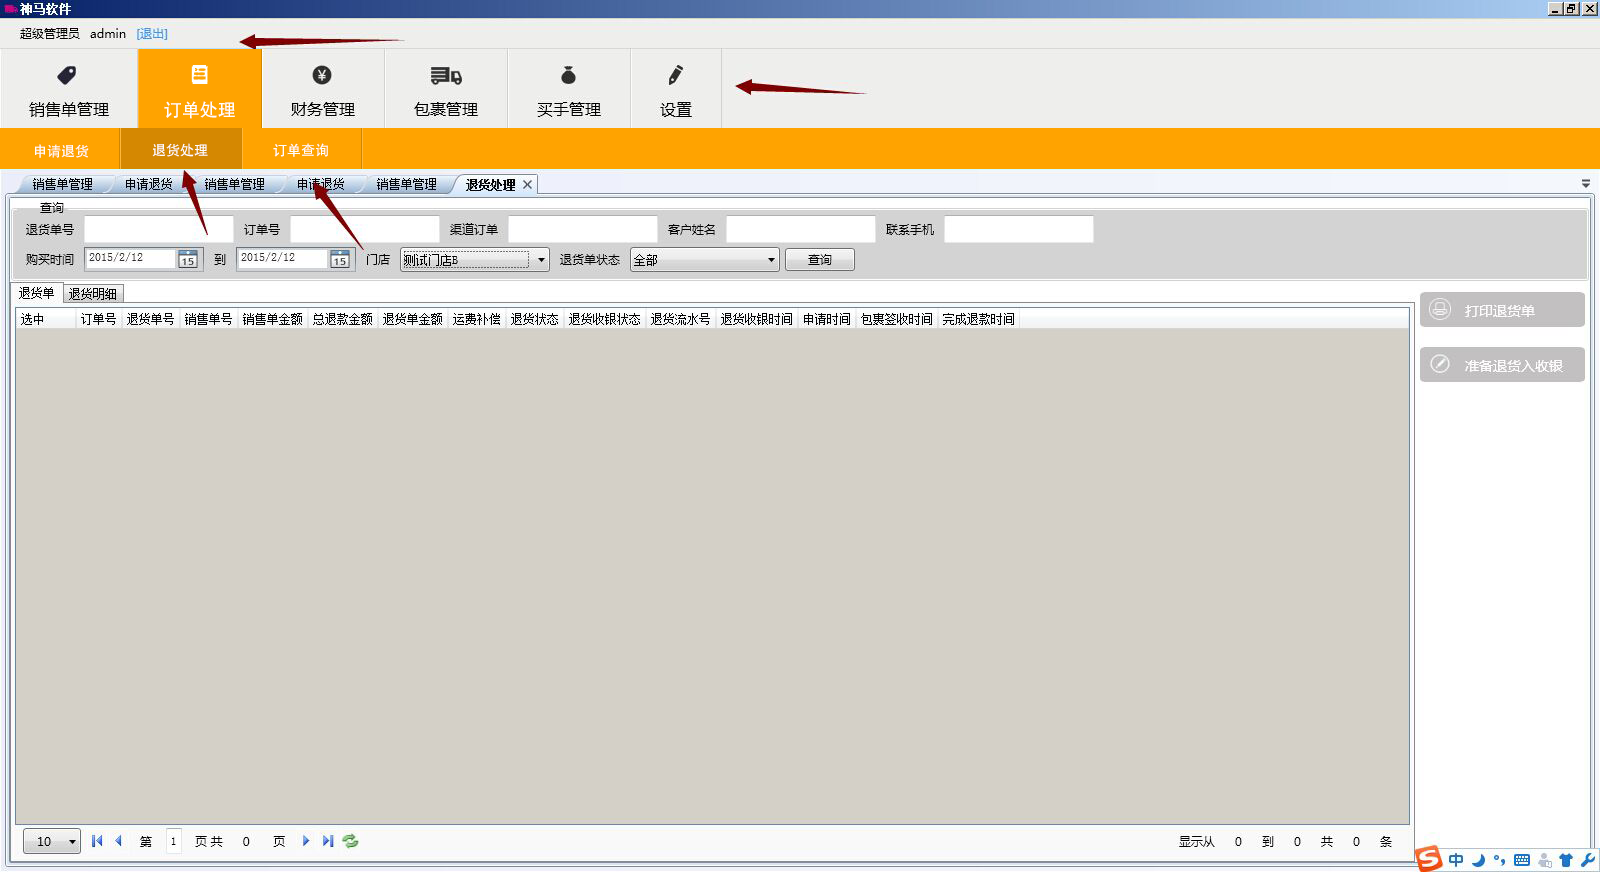 神马软件
超级管理员 admin [退出]
销售单管理 订单处理 财务管理 包裹管理 买手管理 设置
申请退货 退货处理 订单查询
销售单管理 申请退货 销售单管理 申请退货 销售单管理 退货处理
查询
退货单号 订单号 渠道订单 客户姓名 联系手机
购买时间 2015/2/12 15 到 2015/2/12 15 门店 测试门店B 退货单状态 全部 查询
退货单 退货明细
选中 订单号 退货单号 销售单号 销售单金额 总退款金额 退货单金额 运费补偿 退货状态 退货收银状态 退货流水号 退货收银时间 申请时间 包裹签收时间 完成退款时间
打印退货单
准备退货入收银
10 第 1 页 共 0 页 显示从 0 到 0 共 0 条
S 中